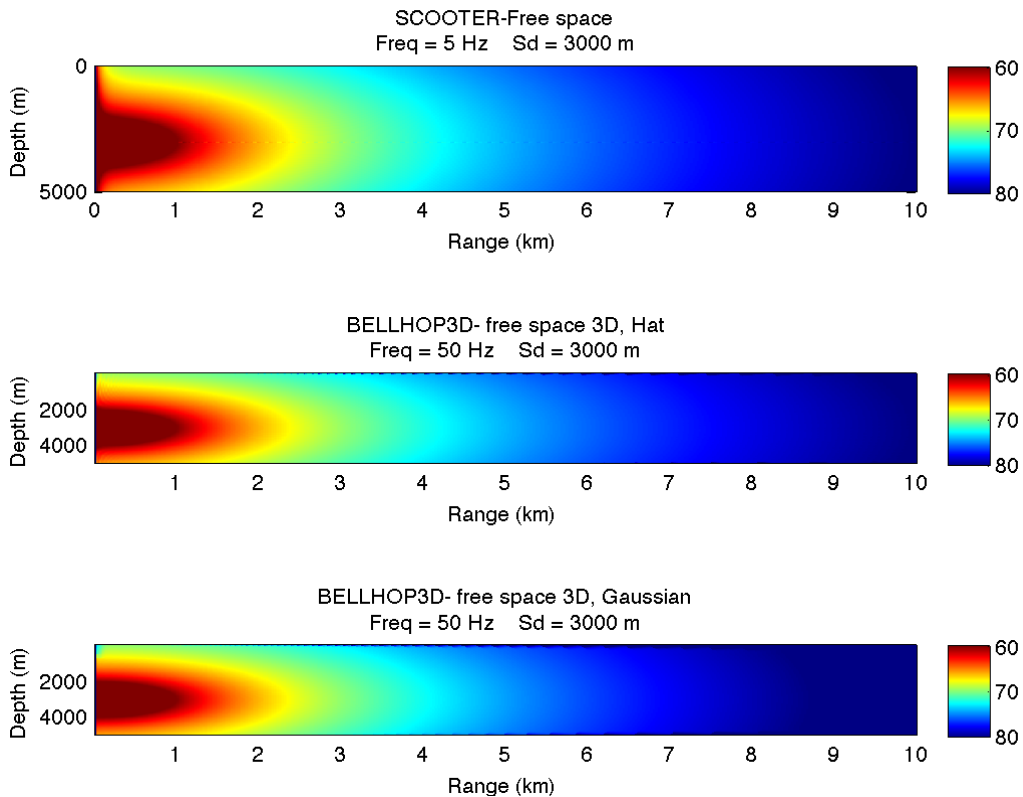 SCOOTER-Free space
Freq = 5 Hz    Sd = 3000 m
0
5000
Depth (m)
0 1 2 3 4 5 6 7 8 9 10
Range (km)
60
70
80
BELLHOP3D- free space 3D, Hat
Freq = 50 Hz    Sd = 3000 m
2000
4000
Depth (m)
1 2 3 4 5 6 7 8 9 10
Range (km)
60
70
80
BELLHOP3D- free space 3D, Gaussian
Freq = 50 Hz    Sd = 3000 m
2000
4000
Depth (m)
1 2 3 4 5 6 7 8 9 10
Range (km)
60
70
80